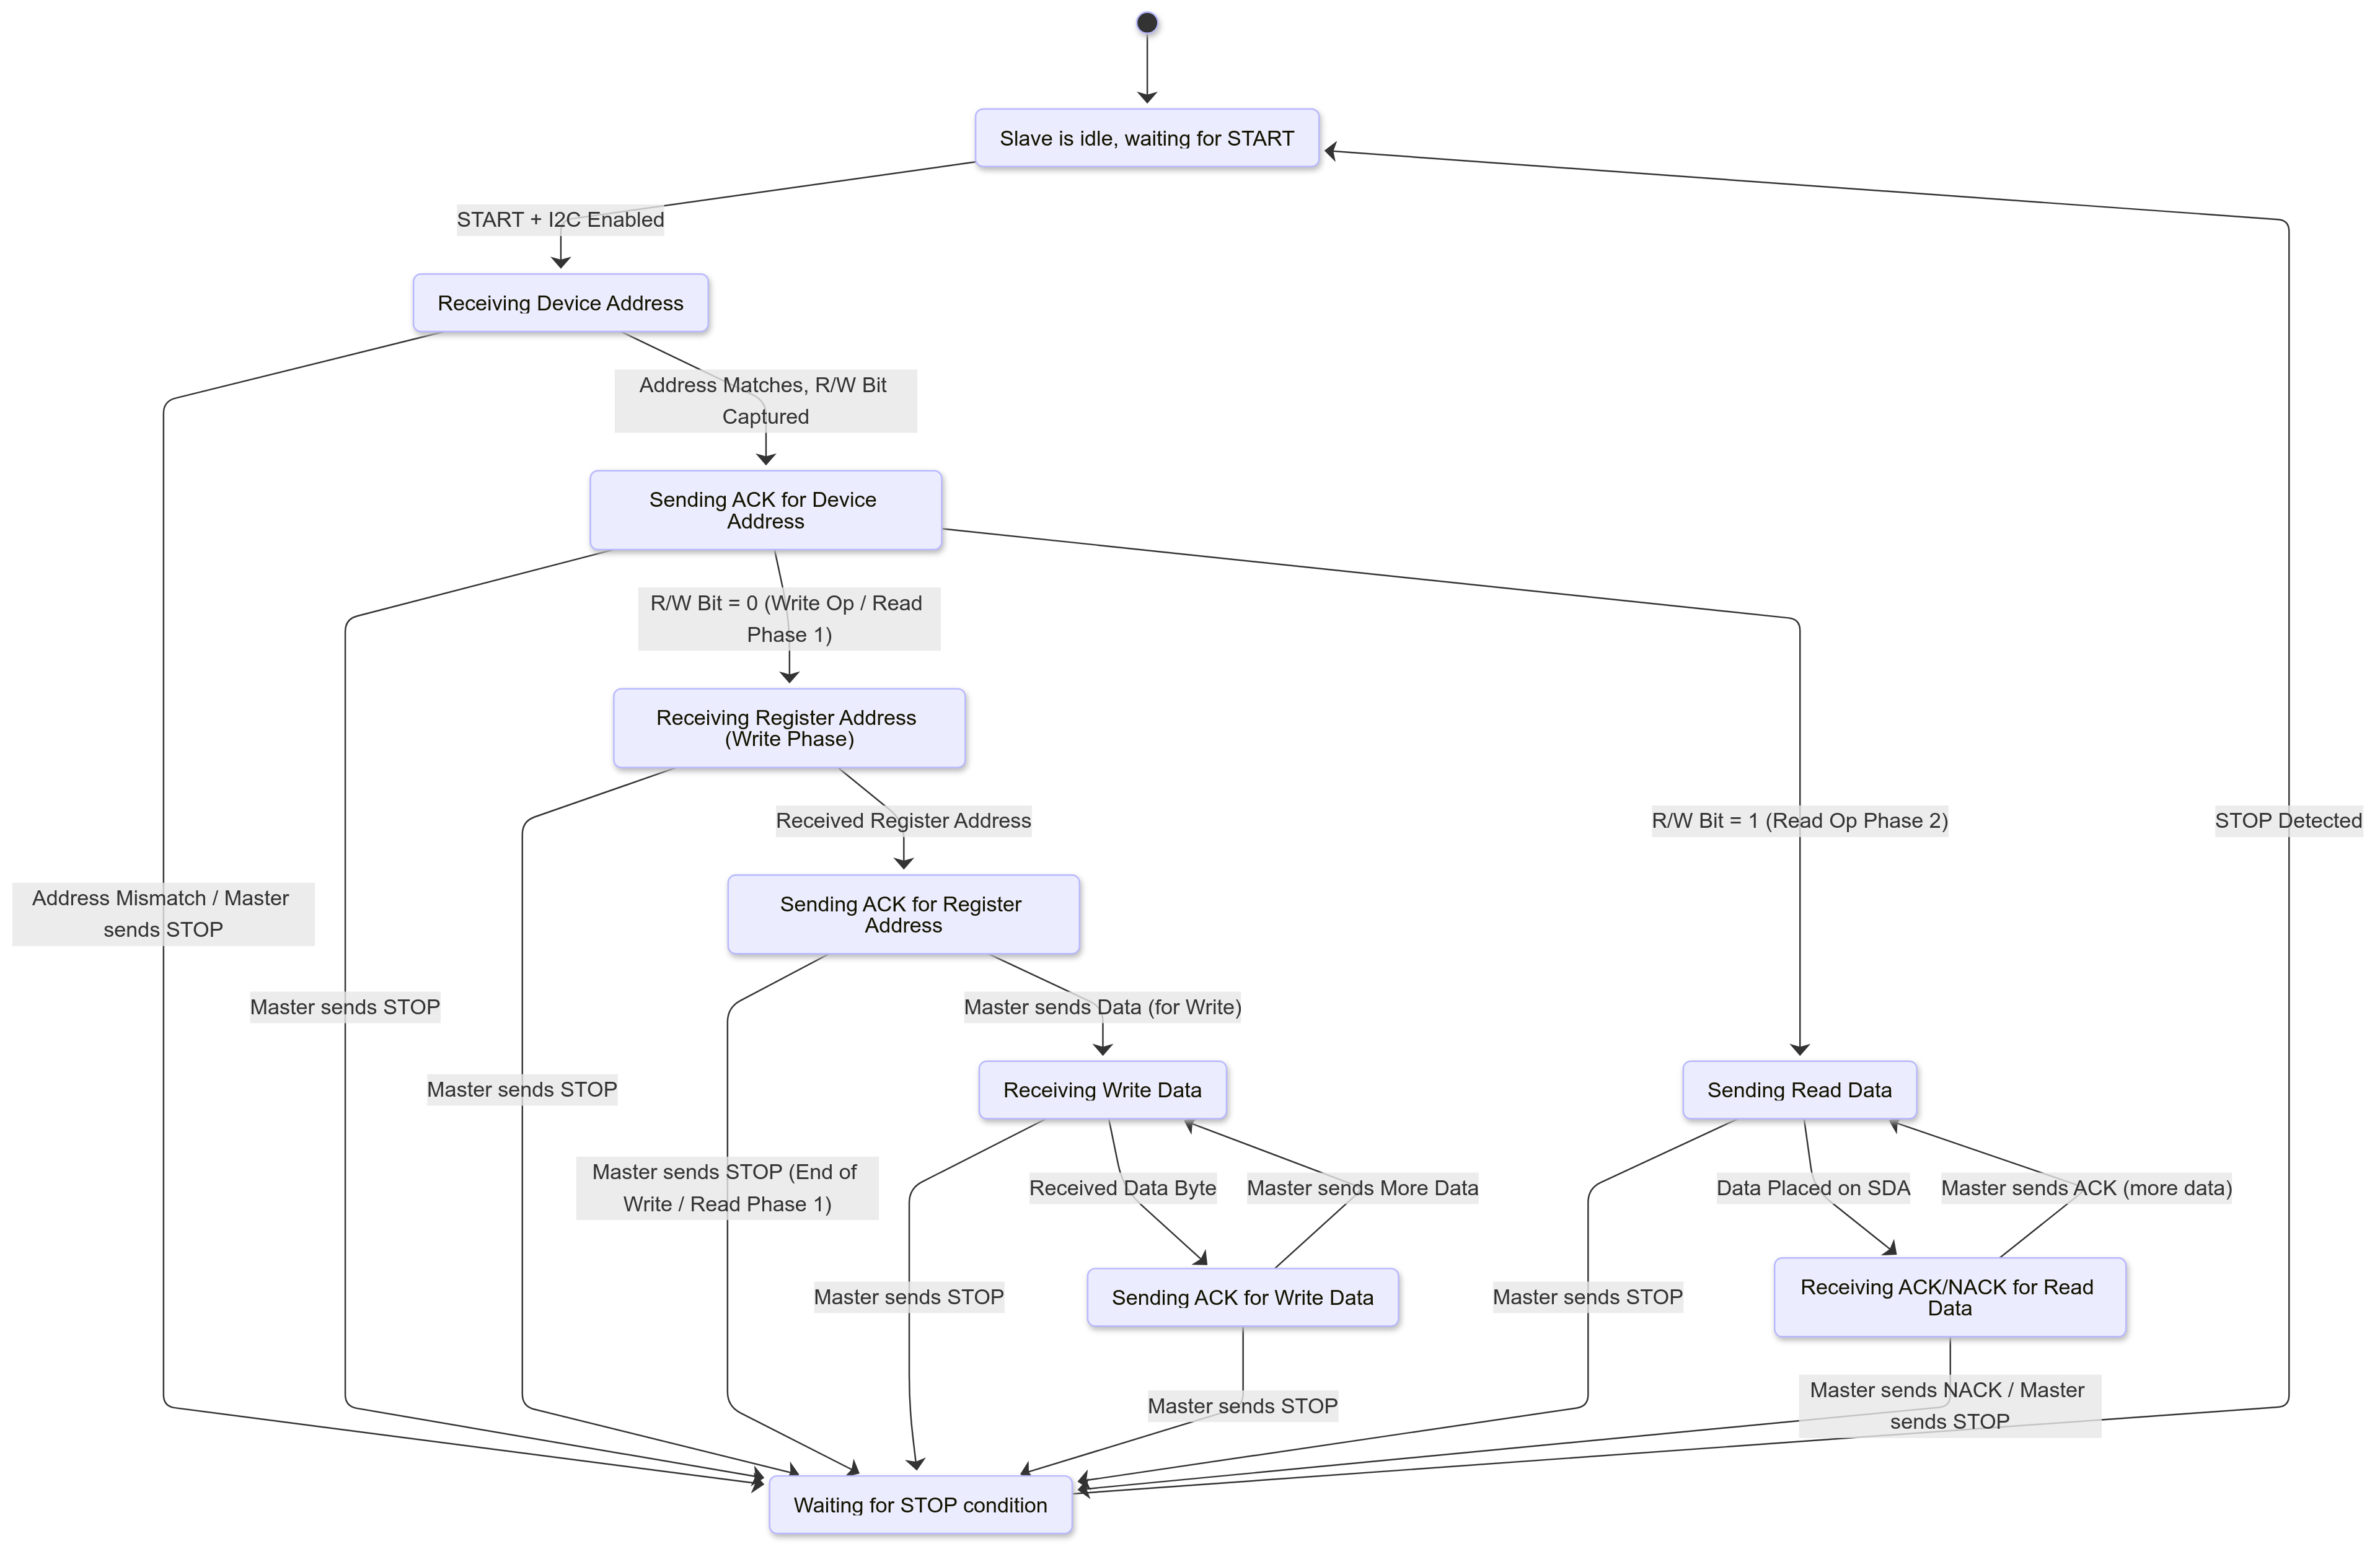 Slave is idle, waiting for START
START + I2C Enabled
Receiving Device Address
Address Matches, R/W Bit
Captured
Sending ACK for Device
Address
R/W Bit = 0 (Write Op / Read
Phase 1)
Receiving Register Address
(Write Phase)
Received Register Address
R/W Bit = 1 (Read Op Phase 2)
STOP Detected
Address Mismatch / Master
sends STOP
Sending ACK for Register
Address
Master sends STOP
Master sends Data (for Write)
Master sends STOP
Receiving Write Data
Sending Read Data
Master sends STOP (End of
Write / Read Phase 1)
Received Data Byte
Master sends More Data
Data Placed on SDA
Master sends ACK (more data)
Master sends STOP
Sending ACK for Write Data
Master sends STOP
Receiving ACK/NACK for Read
Data
Master sends STOP
Master sends NACK / Master
sends STOP
Waiting for STOP condition